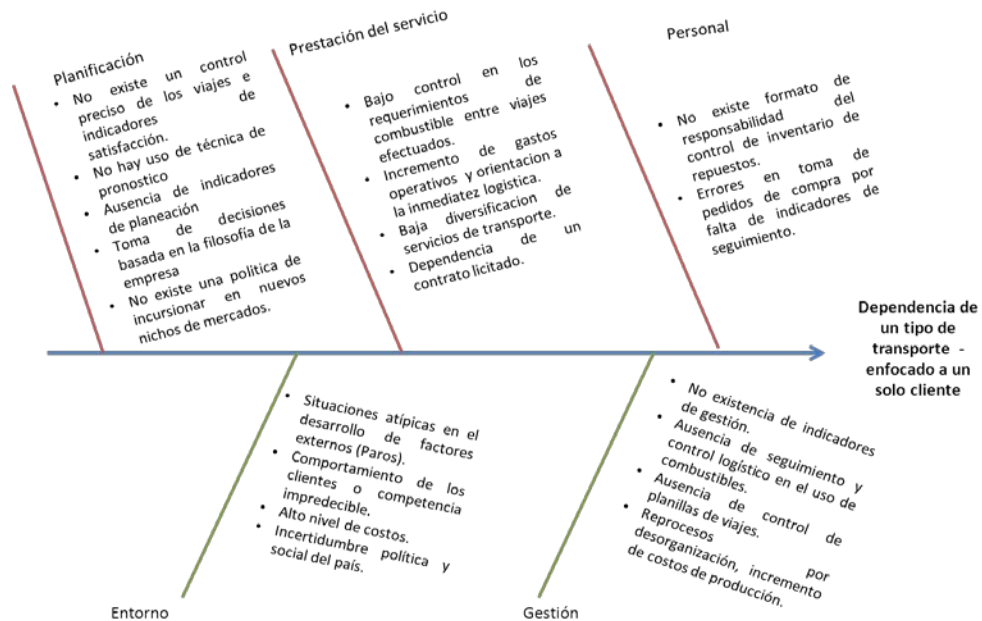 Planificación
• No existe un control
preciso de los viajes e
indicadores de
satisfacción.
• No hay uso de técnica de
pronostico
• Ausencia de indicadores
de planeación
• Toma de decisiones
basada en la filosofía de la
empresa
• No existe una política de
incursionar en nuevos
nichos de mercados.
Prestación del servicio
• Bajo control en los
requerimientos de
combustible entre viajes
efectuados.
• Incremento de gastos
operativos y orientacion a
la inmediatez logistica.
• Baja diversificacion de
servicios de transporte.
• Dependencia de un
contrato licitado.
Personal
• No existe formato de
responsabilidad del
control de inventario de
repuestos.
• Errores en toma de
pedidos de compra por
falta de indicadores de
seguimiento.
Dependencia de
un tipo de
transporte -
enfocado a un
solo cliente
• Situaciones atípicas en el
desarrollo de factores
externos (Paros).
• Comportamiento de los
clientes o competencia
impredecible.
• Alto nivel de costos.
• Incertidumbre política y
social del país.
Entorno
• No existencia de indicadores
de gestión.
• Ausencia de seguimiento y
control logístico en el uso de
combustibles.
• Ausencia de control de
planillas de viajes.
• Reprocesos por
desorganización, incremento
de costos de producción.
Gestión